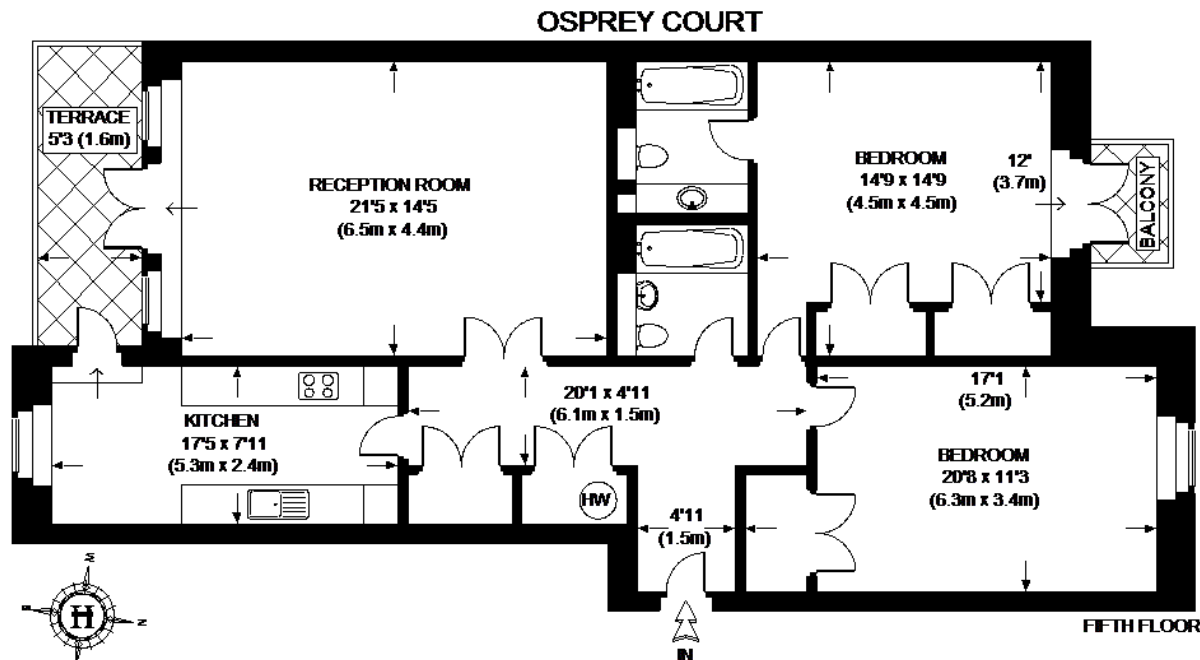 OSPREY COURT
TERRACE
5'3 (1.6m)
RECEPTION ROOM
21'5 x 14'5
(6.5m x 4.4m)
BEDROOM
14'9 x 14'9
(4.5m x 4.5m)
12'
(3.7m)
BALCONY
KITCHEN
17'5 x 7'11
(5.3m x 2.4m)
20'1 x 4'11
(6.1m x 1.5m)
HW
4'11
(1.5m)
17'1
(5.2m)
BEDROOM
20'8 x 11'3
(6.3m x 3.4m)
H
N
IN
FIFTH FLOOR